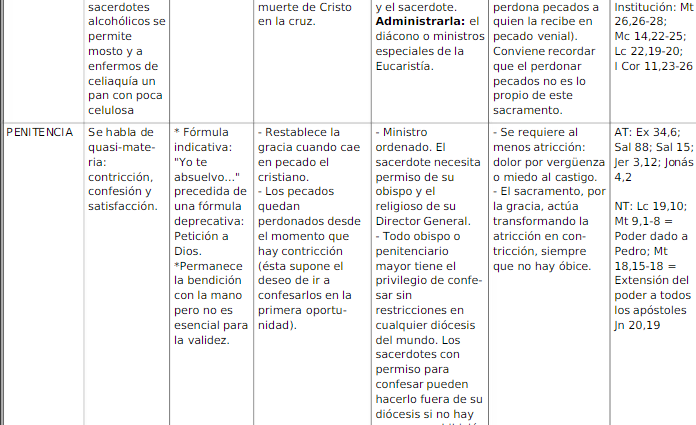 sacerdotes
alcohólicos se
permite
mosto y a
enfermos de
celiaquía un
pan con poca
celulosa
muerte de Cristo
en la cruz.
y el sacerdote.
Administrarla: el
diácono o ministros
especiales de la
Eucaristía.
perdona pecados a
quien la recibe en
pecado venial).
Conviene recordar
que el perdonar
pecados no es lo
propio de este
sacramento.
Institución: Mt
26,26-28;
Mc 14,22-25;
Lc 22,19-20;
I Cor 11,23-26
PENITENCIA
Se habla de
quasi-mate-
ria:
contricción,
confesión y
satisfacción.
* Fórmula
indicativa:
"Yo te
absuelvo..."
precedida de
una fórmula
deprecativa:
Petición a
Dios.
*Permanece
la bendición
con la mano
pero no es
esencial para
la validez.
- Restablece la
gracia cuando cae
en pecado el
cristiano.
- Los pecados
quedan
perdonados desde
el momento que
hay contricción
(ésta supone el
deseo de ir a
confesarlos en la
primera oportu-
nidad).
- Ministro
ordenado. El
sacerdote necesita
permiso de su
obispo y el
religioso de su
Director General.
- Todo obispo o
penitenciario
mayor tiene el
privilegio de confe-
sar sin
restricciones en
cualquier diócesis
del mundo. Los
sacerdotes con
permiso para
confesar pueden
hacerlo fuera de su
diócesis si no hay
- Se requiere al
menos atricción:
dolor por vergüenza
o miedo al castigo.
- El sacramento, por
la gracia, actúa
transformando la
atricción en con-
tricción, siempre
que no hay óbice.
AT: Ex 34,6;
Sal 88; Sal 15;
Jer 3,12; Jonás
4,2
NT: Lc 19,10;
Mt 9,1-8 =
Poder dado a
Pedro; Mt
18,15-18 =
Extensión del
poder a todos
los apóstoles
Jn 20,19